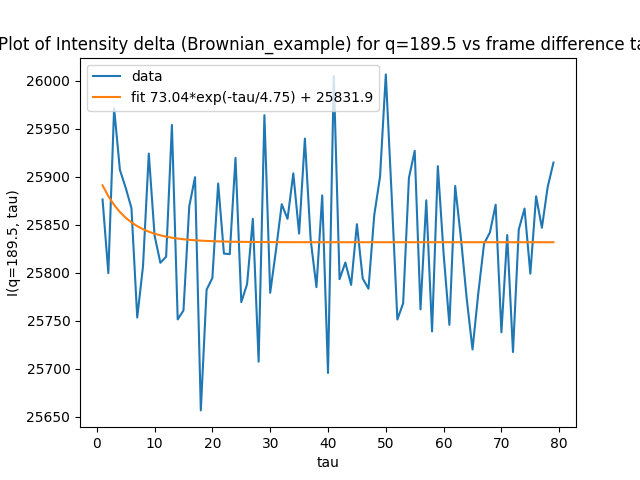 Plot of Intensity delta (Brownian_example) for q=189.5 vs frame difference ta
data
fit 73.04*exp(-tau/4.75) + 25831.9
I(q=189.5, tau)
26000
25950
25900
25850
25800
25750
25700
25650
0 10 20 30 40 50 60 70 80
tau